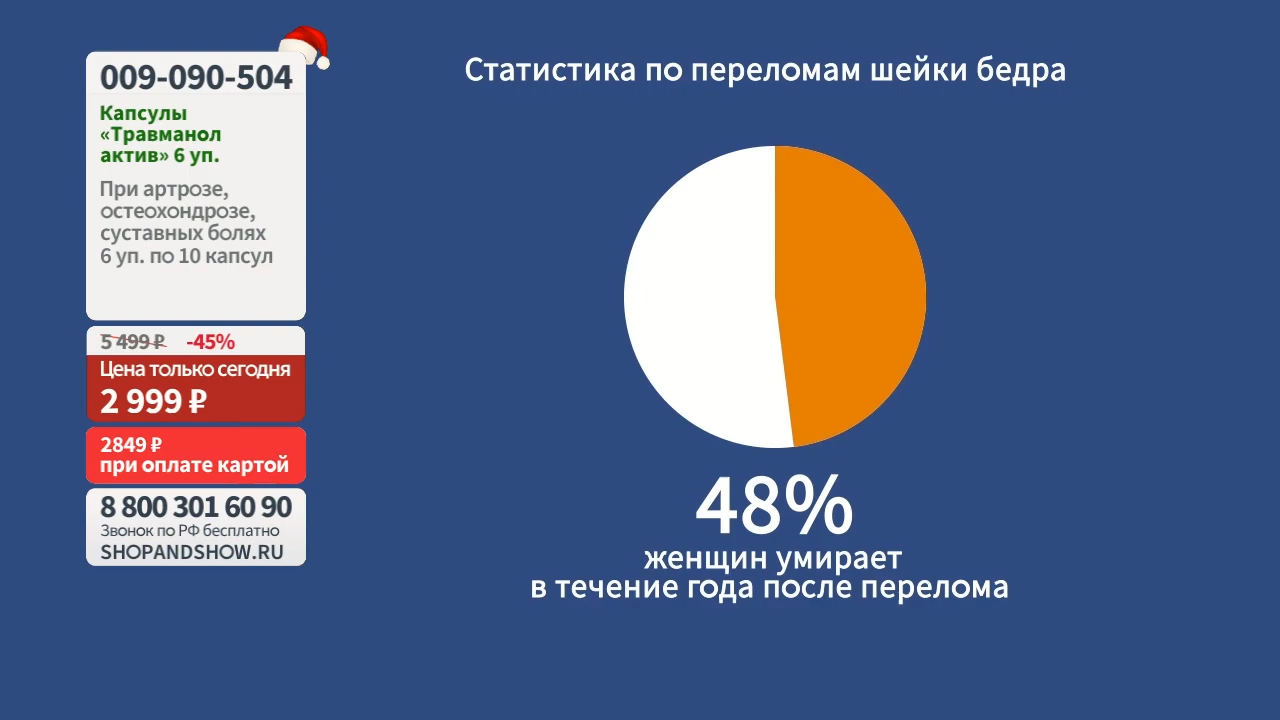 009-090-504
Капсулы
«Травманол
актив» 6 уп.
При артрозе,
остеохондрозе,
суставных болях
6 уп. по 10 капсул
5 499 ₽ -45%
Цена только сегодня
2 999 ₽
2849 ₽
при оплате картой
8 800 301 60 90
Звонок по РФ бесплатно
SHOPANDSHOW.RU
Статистика по переломам шейки бедра
48%
женщин умирает
в течение года после перелома